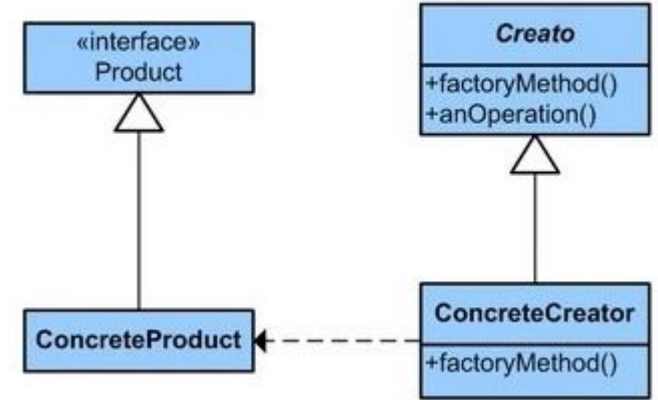 «interface»
Product
Creato
+factoryMethod()
+anOperation()
ConcreteProduct
ConcreteCreator
+factoryMethod()